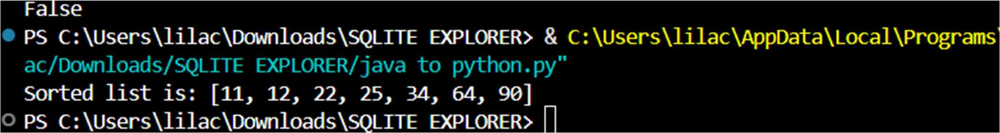 False
PS C:\Users\lilac\Downloads\SQLITE EXPLORER> & C:\Users\lilac\AppData\Local\Programs\
ac/Downloads/SQLITE EXPLORER/java to python.py"
Sorted list is: [11, 12, 22, 25, 34, 64, 90]
PS C:\Users\lilac\Downloads\SQLITE EXPLORER>